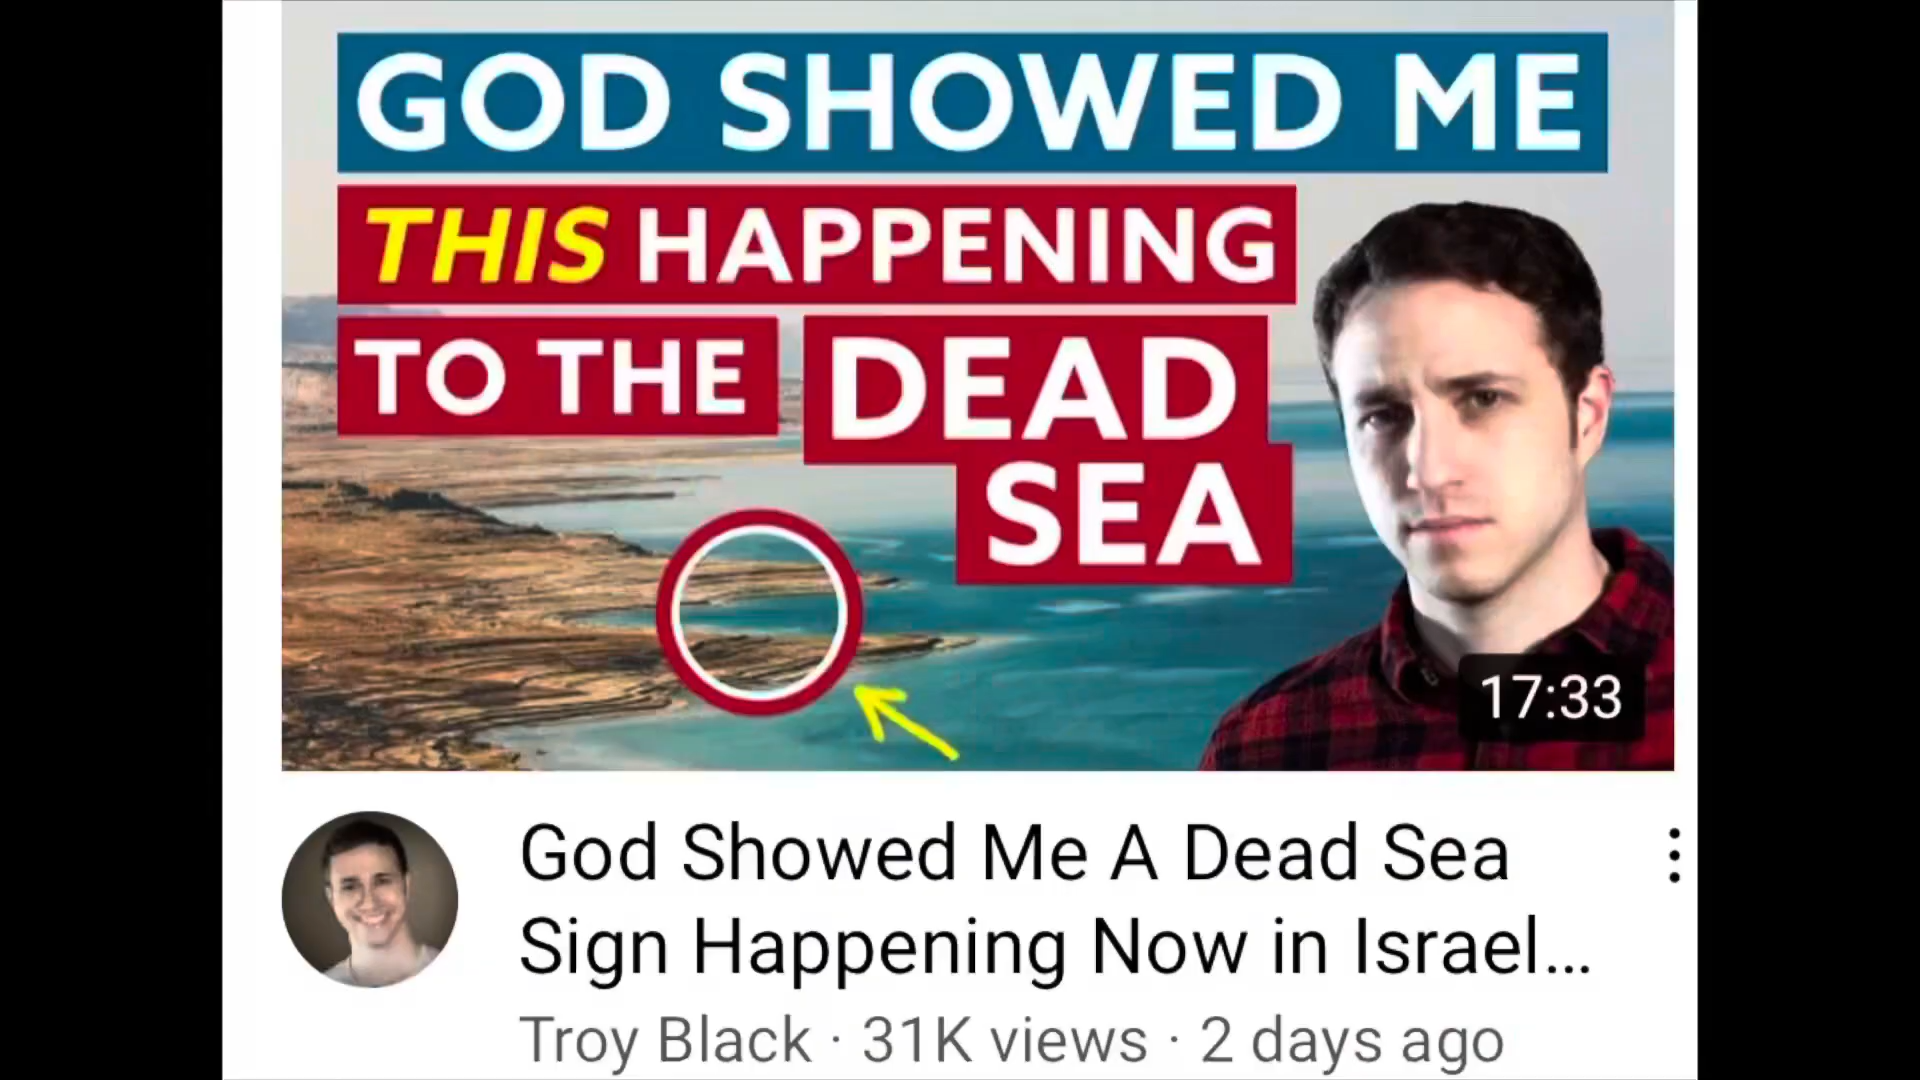 GOD SHOWED ME
THIS HAPPENING
TO THE DEAD
SEA
17:33
God Showed Me A Dead Sea
Sign Happening Now in Israel...
Troy Black · 31K views · 2 days ago